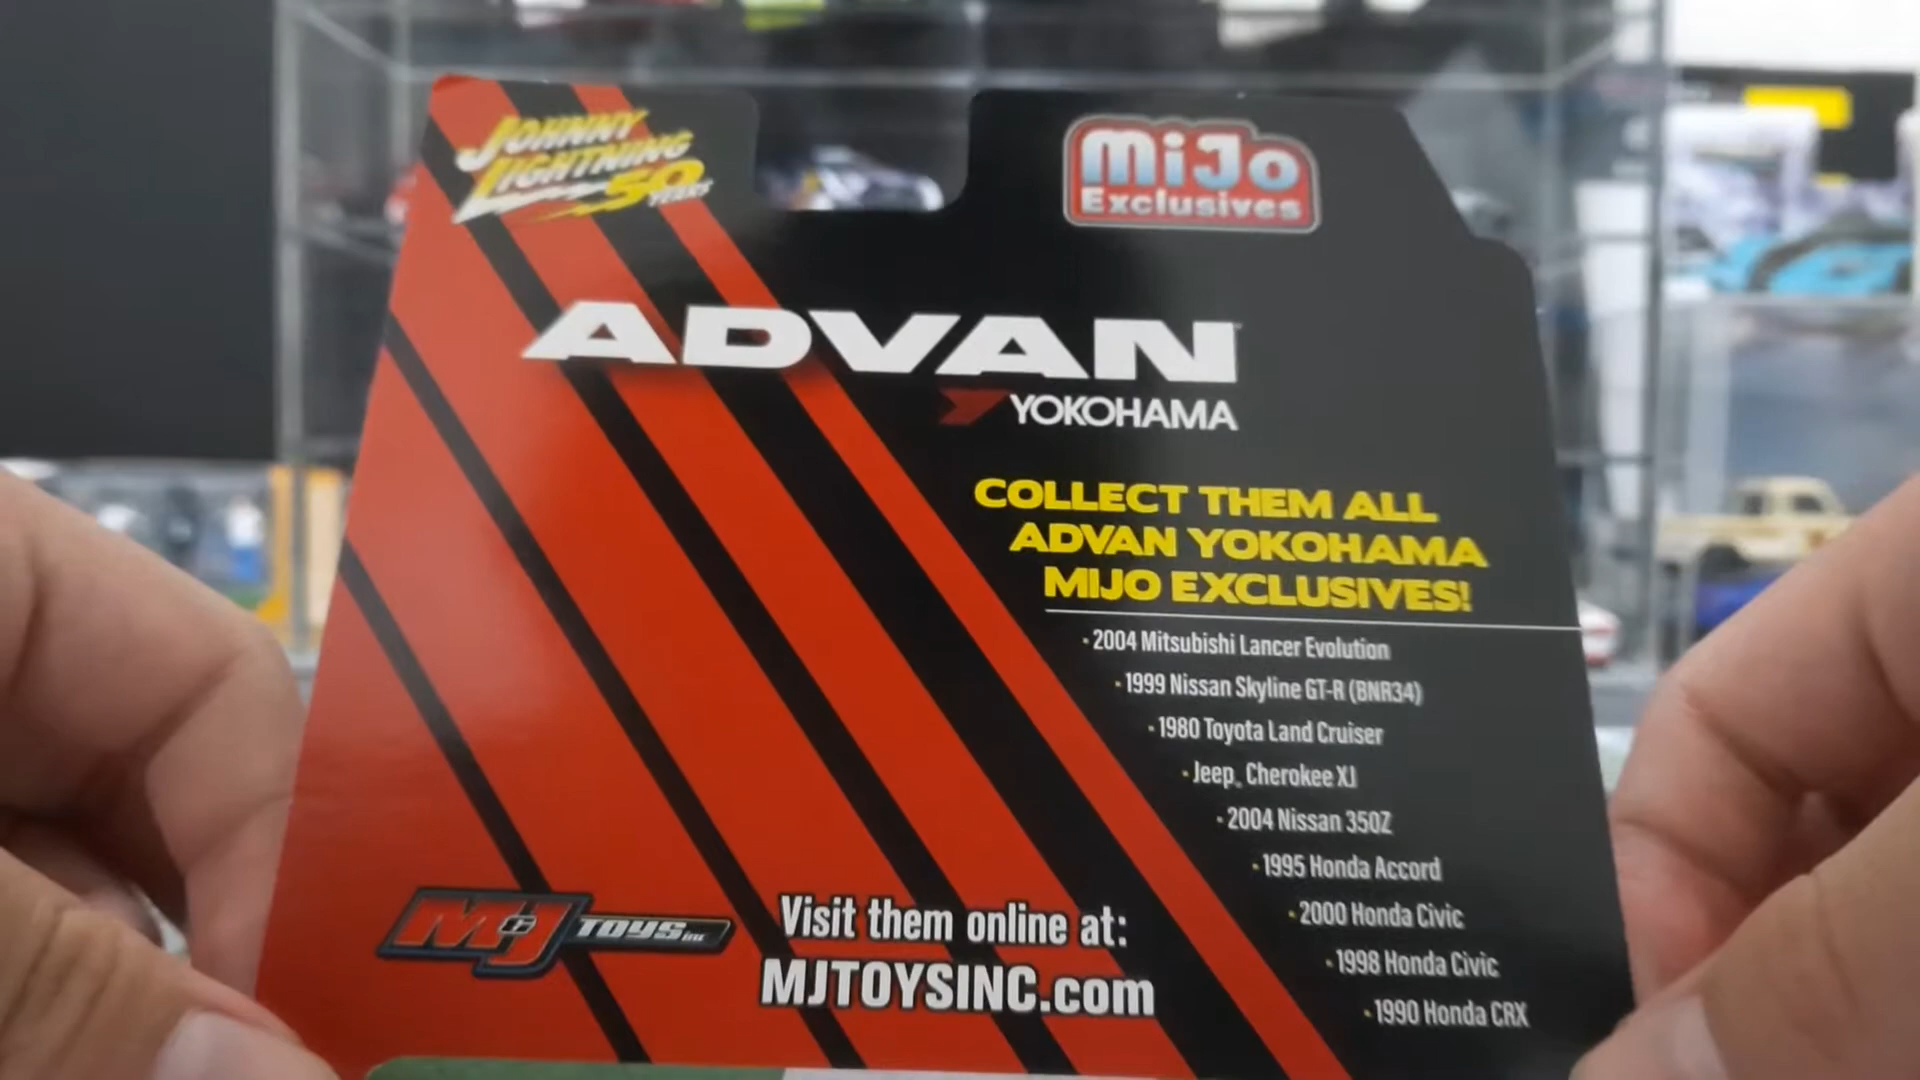 JOHNNY
LIGHTNING
50
YEARS
MiJo
Exclusives
ADVAN
YOKOHAMA
COLLECT THEM ALL
ADVAN YOKOHAMA
MIJO EXCLUSIVES!
· 2004 Mitsubishi Lancer Evolution
· 1999 Nissan Skyline GT-R (BNR34)
· 1980 Toyota Land Cruiser
· Jeep® Cherokee XJ
· 2004 Nissan 350Z
· 1995 Honda Accord
· 2000 Honda Civic
· 1998 Honda Civic
· 1990 Honda CRX
M&J TOYS inc
Visit them online at:
MJTOYSINC.com